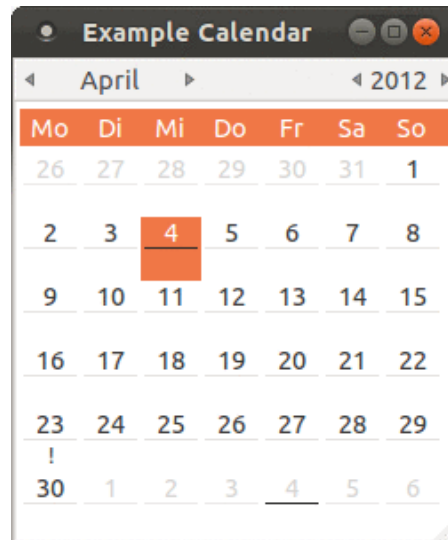 Example Calendar
April 2012
Mo Di Mi Do Fr Sa So
26 27 28 29 30 31 1
2 3 4 5 6 7 8
9 10 11 12 13 14 15
16 17 18 19 20 21 22
23 24 25 26 27 28 29
!
30 1 2 3 4 5 6